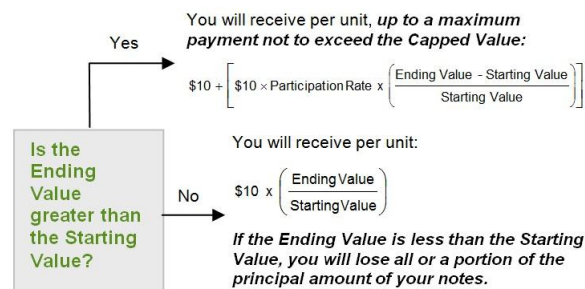 You will receive per unit, up to a maximum
payment not to exceed the Capped Value:
Yes
$10 + [ $10 × Participation Rate x ( Ending Value - Starting Value / Starting Value ) ]
Is the
Ending
Value
greater than
the Starting
Value?
No
You will receive per unit:
$10 x ( Ending Value / Starting Value )
If the Ending Value is less than the Starting
Value, you will lose all or a portion of the
principal amount of your notes.